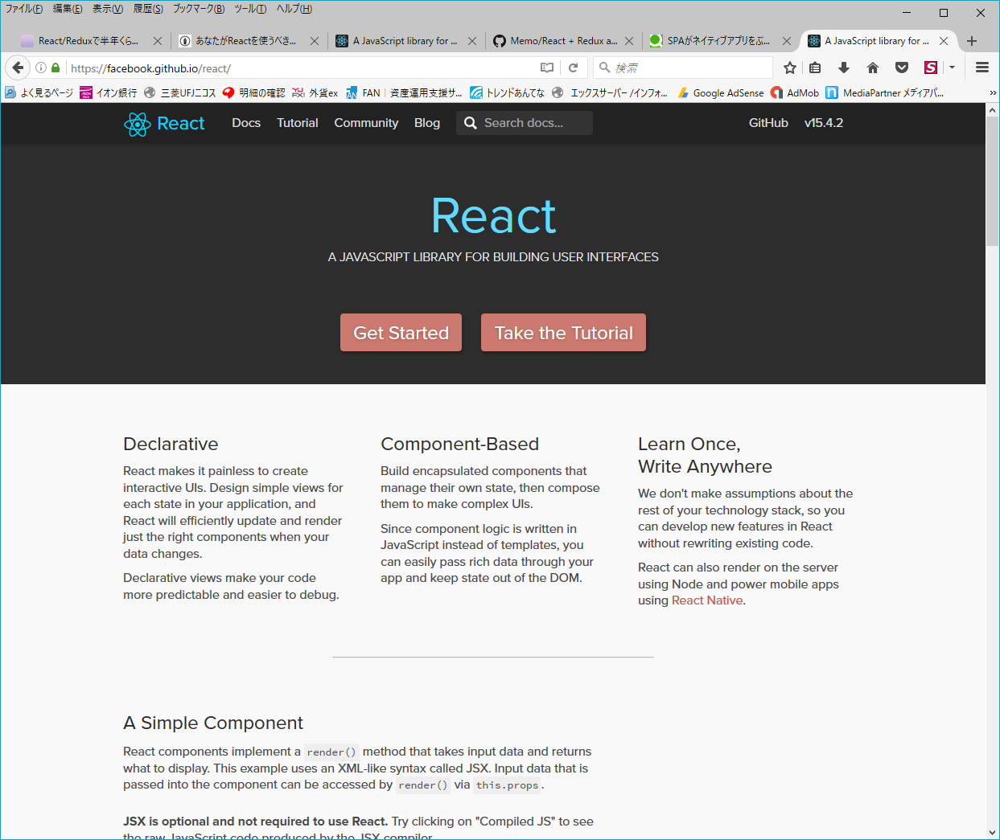 ファイル(F) 編集(E) 表示(V) 履歴(S) ブックマーク(B) ツール(T) ヘルプ(H)
React/Reduxで半年くら... あなたがReactを使うべき... A JavaScript library for ... Memo/React + Redux a... SPAがネイティブアプリをぶ... A JavaScript library for ...
https://facebook.github.io/react/ 検索
よく見るページ イオン銀行 三菱UFJニコス 明細の確認 外貨ex FAN｜資産運用支援サ... トレンドあんてな エックスサーバー /インフォ... Google AdSense AdMob MediaPartner メディアパ...
React Docs Tutorial Community Blog Search docs... GitHub v15.4.2
React
A JAVASCRIPT LIBRARY FOR BUILDING USER INTERFACES
Get Started Take the Tutorial
Declarative
React makes it painless to create
interactive UIs. Design simple views for
each state in your application, and
React will efficiently update and render
just the right components when your
data changes.
Declarative views make your code
more predictable and easier to debug.
Component-Based
Build encapsulated components that
manage their own state, then compose
them to make complex UIs.
Since component logic is written in
JavaScript instead of templates, you
can easily pass rich data through your
app and keep state out of the DOM.
Learn Once,
Write Anywhere
We don't make assumptions about the
rest of your technology stack, so you
can develop new features in React
without rewriting existing code.
React can also render on the server
using Node and power mobile apps
using React Native.
A Simple Component
React components implement a render() method that takes input data and returns
what to display. This example uses an XML-like syntax called JSX. Input data that is
passed into the component can be accessed by render() via this.props.
JSX is optional and not required to use React. Try clicking on "Compiled JS" to see
the raw JavaScript code produced by the JSX compiler.